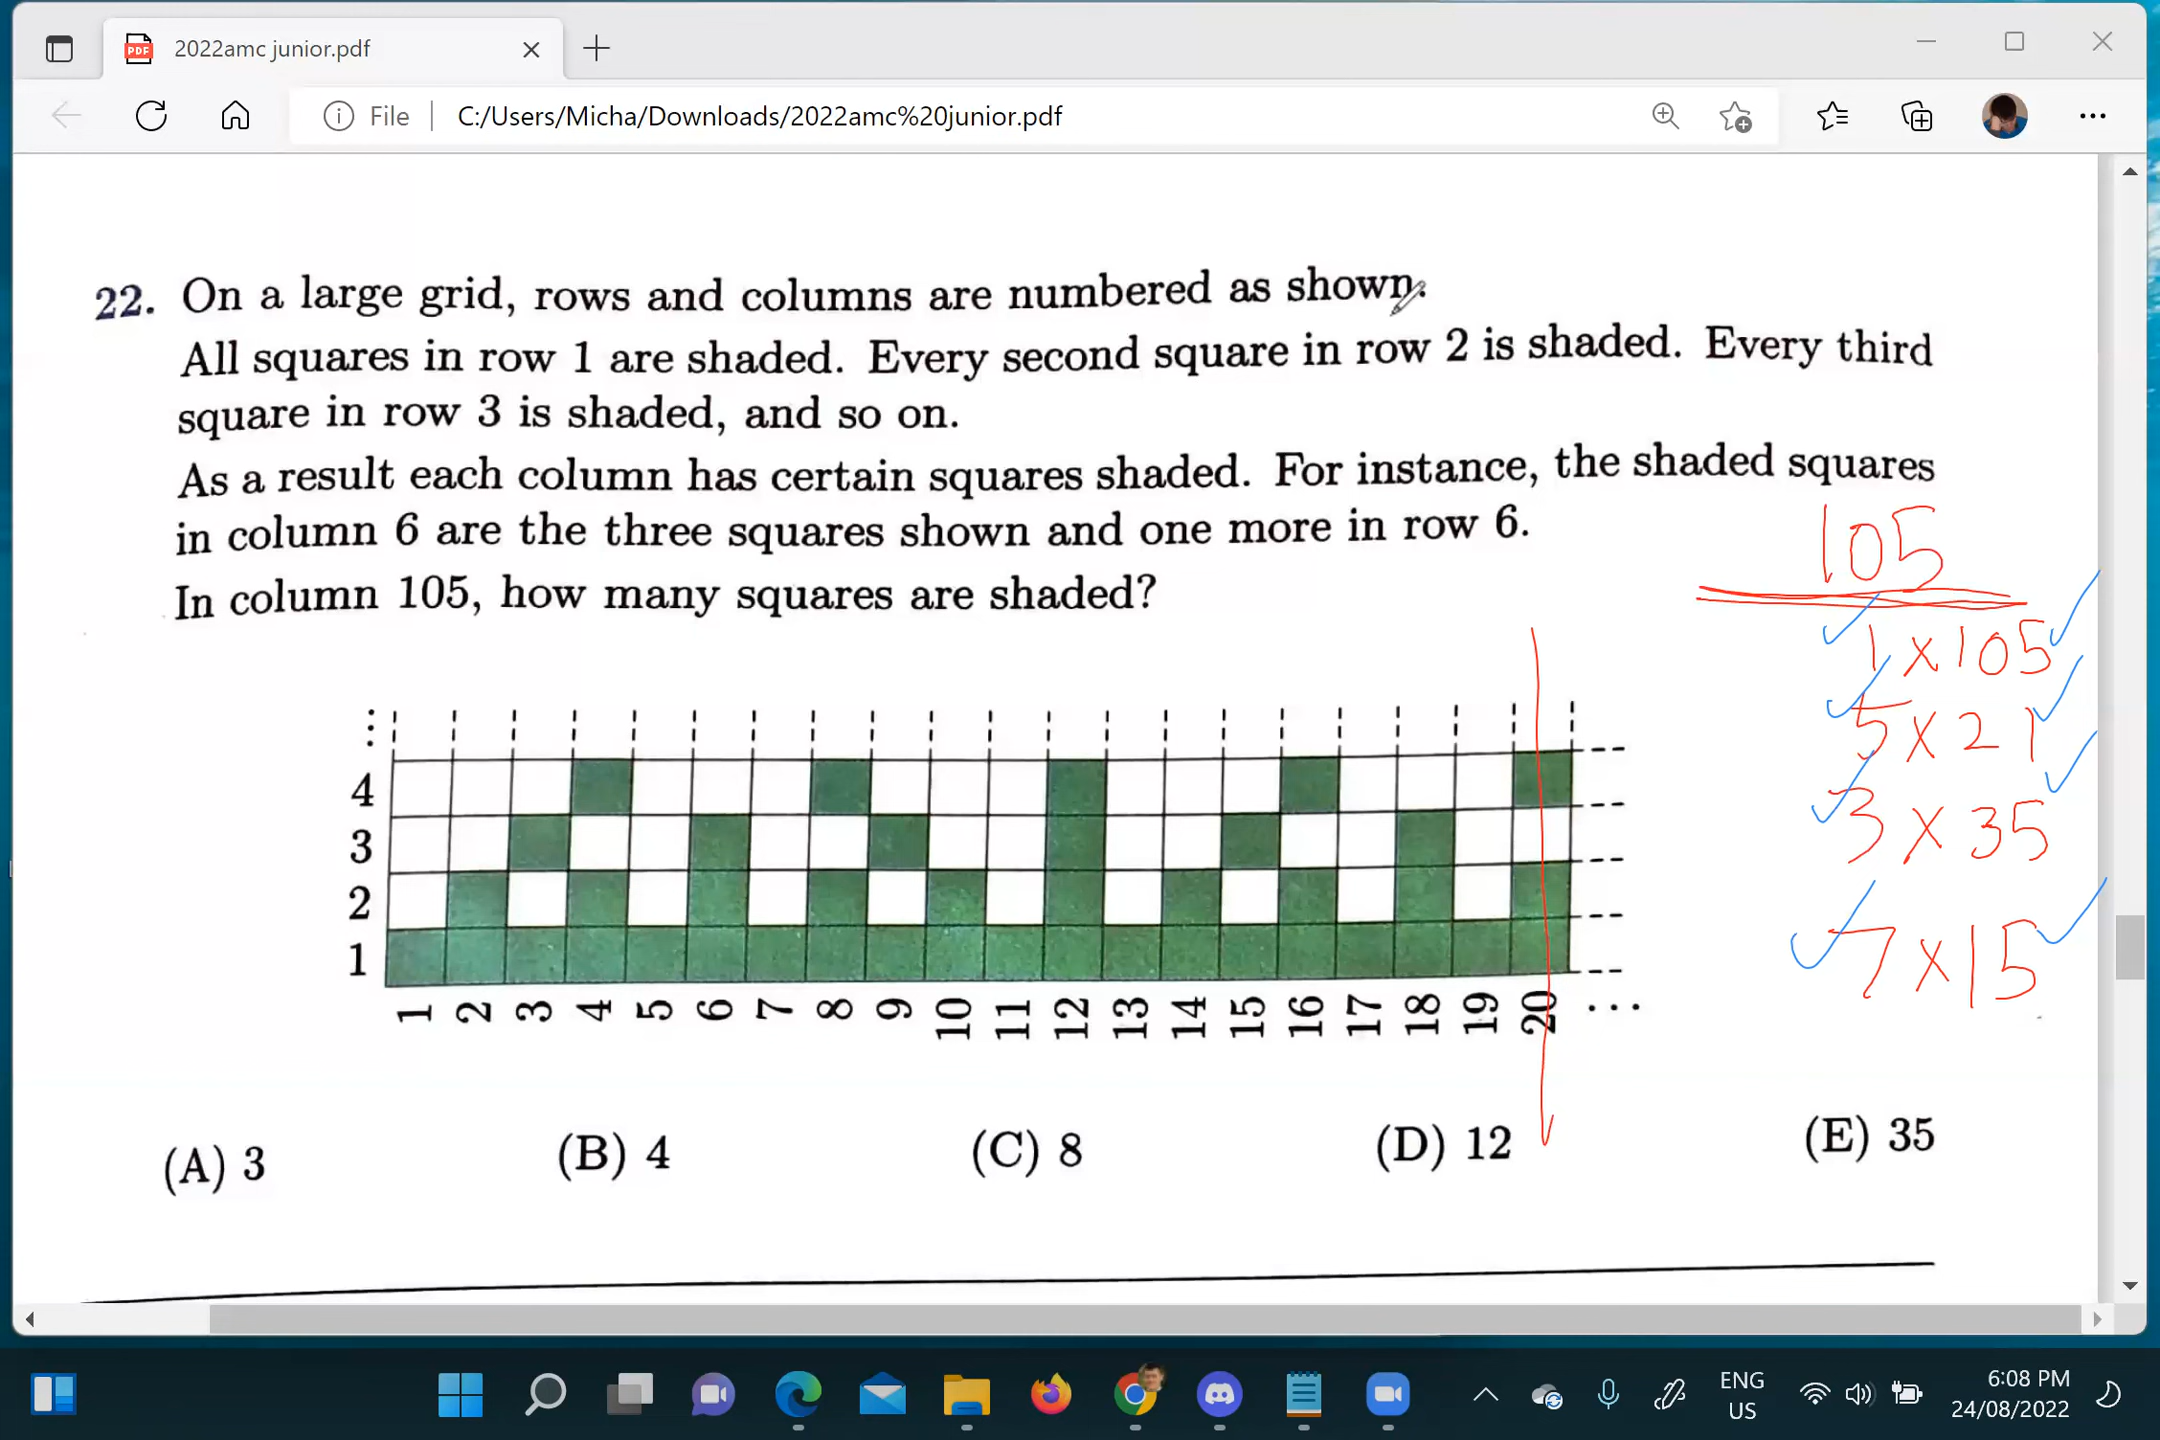 2022amc junior.pdf
PDF
File
C:/Users/Micha/Downloads/2022amc%20junior.pdf
22. On a large grid, rows and columns are numbered as shown.
All squares in row 1 are shaded. Every second square in row 2 is shaded. Every third
square in row 3 is shaded, and so on.
As a result each column has certain squares shaded. For instance, the shaded squares
in column 6 are the three squares shown and one more in row 6.
In column 105, how many squares are shaded?
105
1 x 105
5 x 21
3 x 35
7 x 15
4
3
2
1
1 2 3 4 5 6 7 8 9 10 11 12 13 14 15 16 17 18 19 20 ...
(A) 3 (B) 4 (C) 8 (D) 12 (E) 35
ENG
US
6:08 PM
24/08/2022